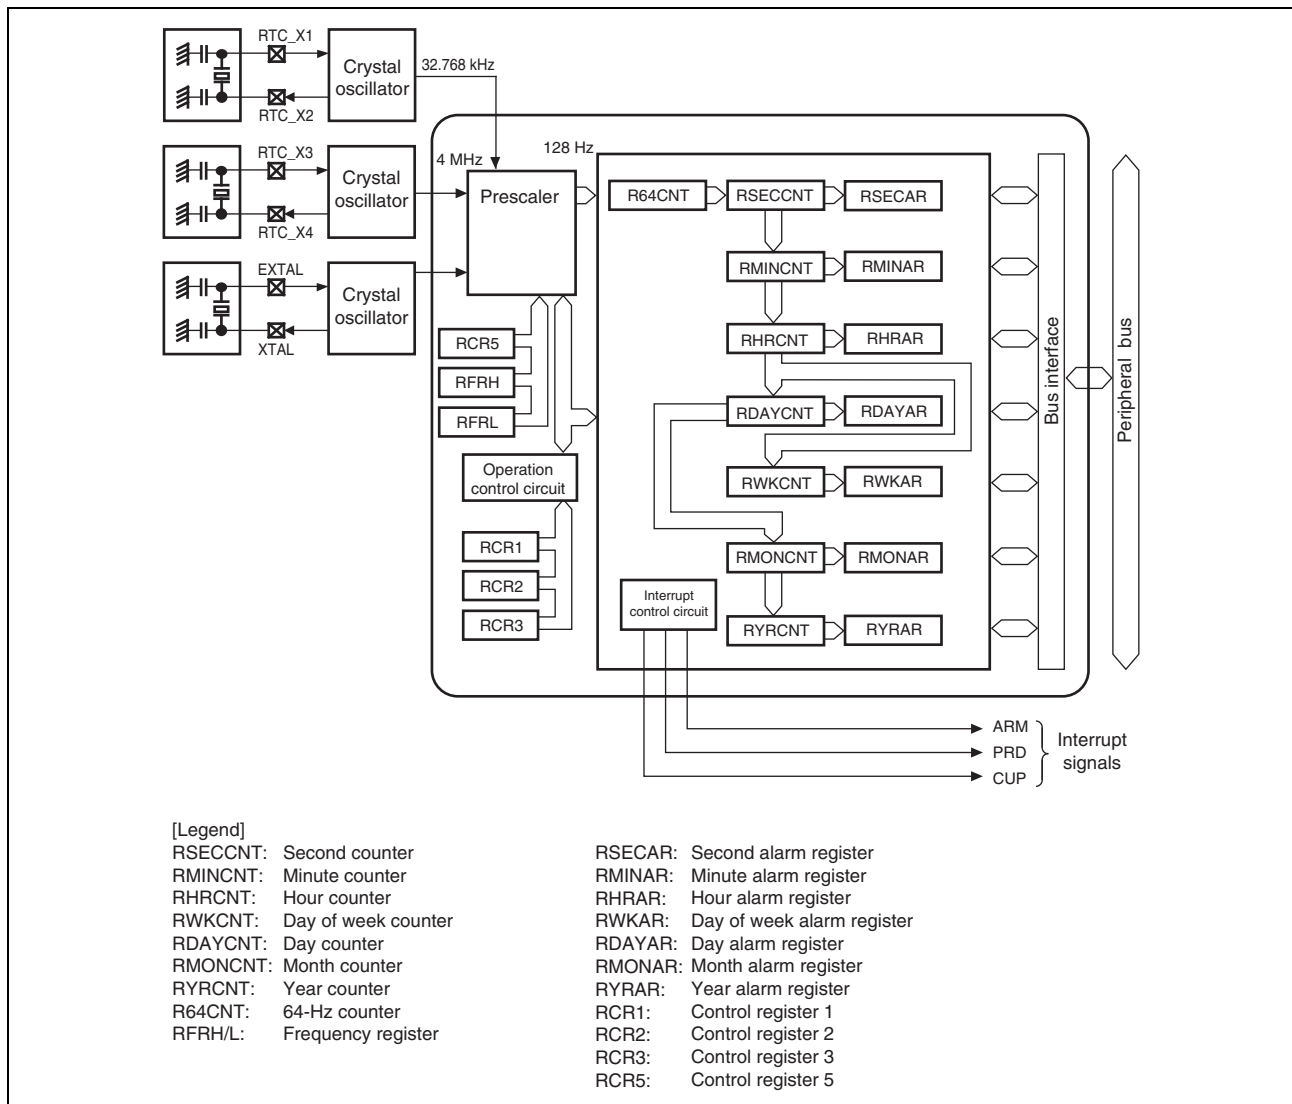 RTC_X1
Crystal
oscillator
32.768 kHz
RTC_X2
RTC_X3
Crystal
oscillator
4 MHz
128 Hz
RTC_X4
Prescaler
EXTAL
Crystal
oscillator
XTAL
R64CNT
RSECCNT
RSECAR
RMINCNT
RMINAR
RCR5
RFRH
RFRL
RHRCNT
RHRAR
RDAYCNT
RDAYAR
Operation
control circuit
RWKCNT
RWKAR
RCR1
RCR2
RCR3
RMONCNT
RMONAR
Interrupt
control circuit
RYRCNT
RYRAR
Bus interface
Peripheral bus
ARM
PRD
CUP
Interrupt
signals
[Legend]
RSECCNT: Second counter
RMINCNT: Minute counter
RHRCNT: Hour counter
RWKCNT: Day of week counter
RDAYCNT: Day counter
RMONCNT: Month counter
RYRCNT: Year counter
R64CNT: 64-Hz counter
RFRH/L: Frequency register
RSECAR: Second alarm register
RMINAR: Minute alarm register
RHRAR: Hour alarm register
RWKAR: Day of week alarm register
RDAYAR: Day alarm register
RMONAR: Month alarm register
RYRAR: Year alarm register
RCR1: Control register 1
RCR2: Control register 2
RCR3: Control register 3
RCR5: Control register 5